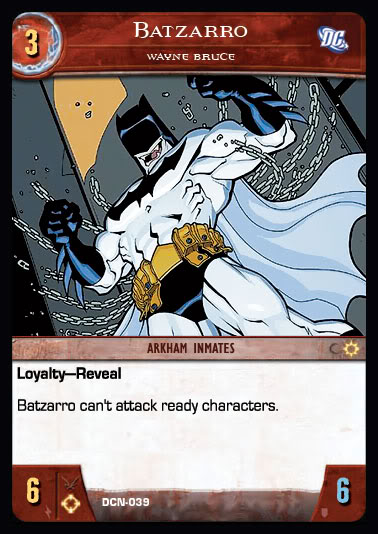 3
BATZARRO
WAYNE BRUCE
DC
ARKHAM INMATES
Loyalty—Reveal
Batzarro can't attack ready characters.
6
DCN-039
6